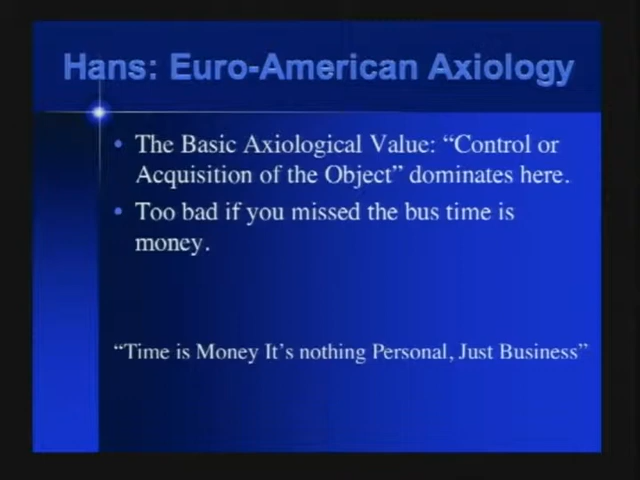 Hans: Euro-American Axiology
• The Basic Axiological Value: “Control or
Acquisition of the Object” dominates here.
• Too bad if you missed the bus time is
money.
“Time is Money It’s nothing Personal, Just Business”